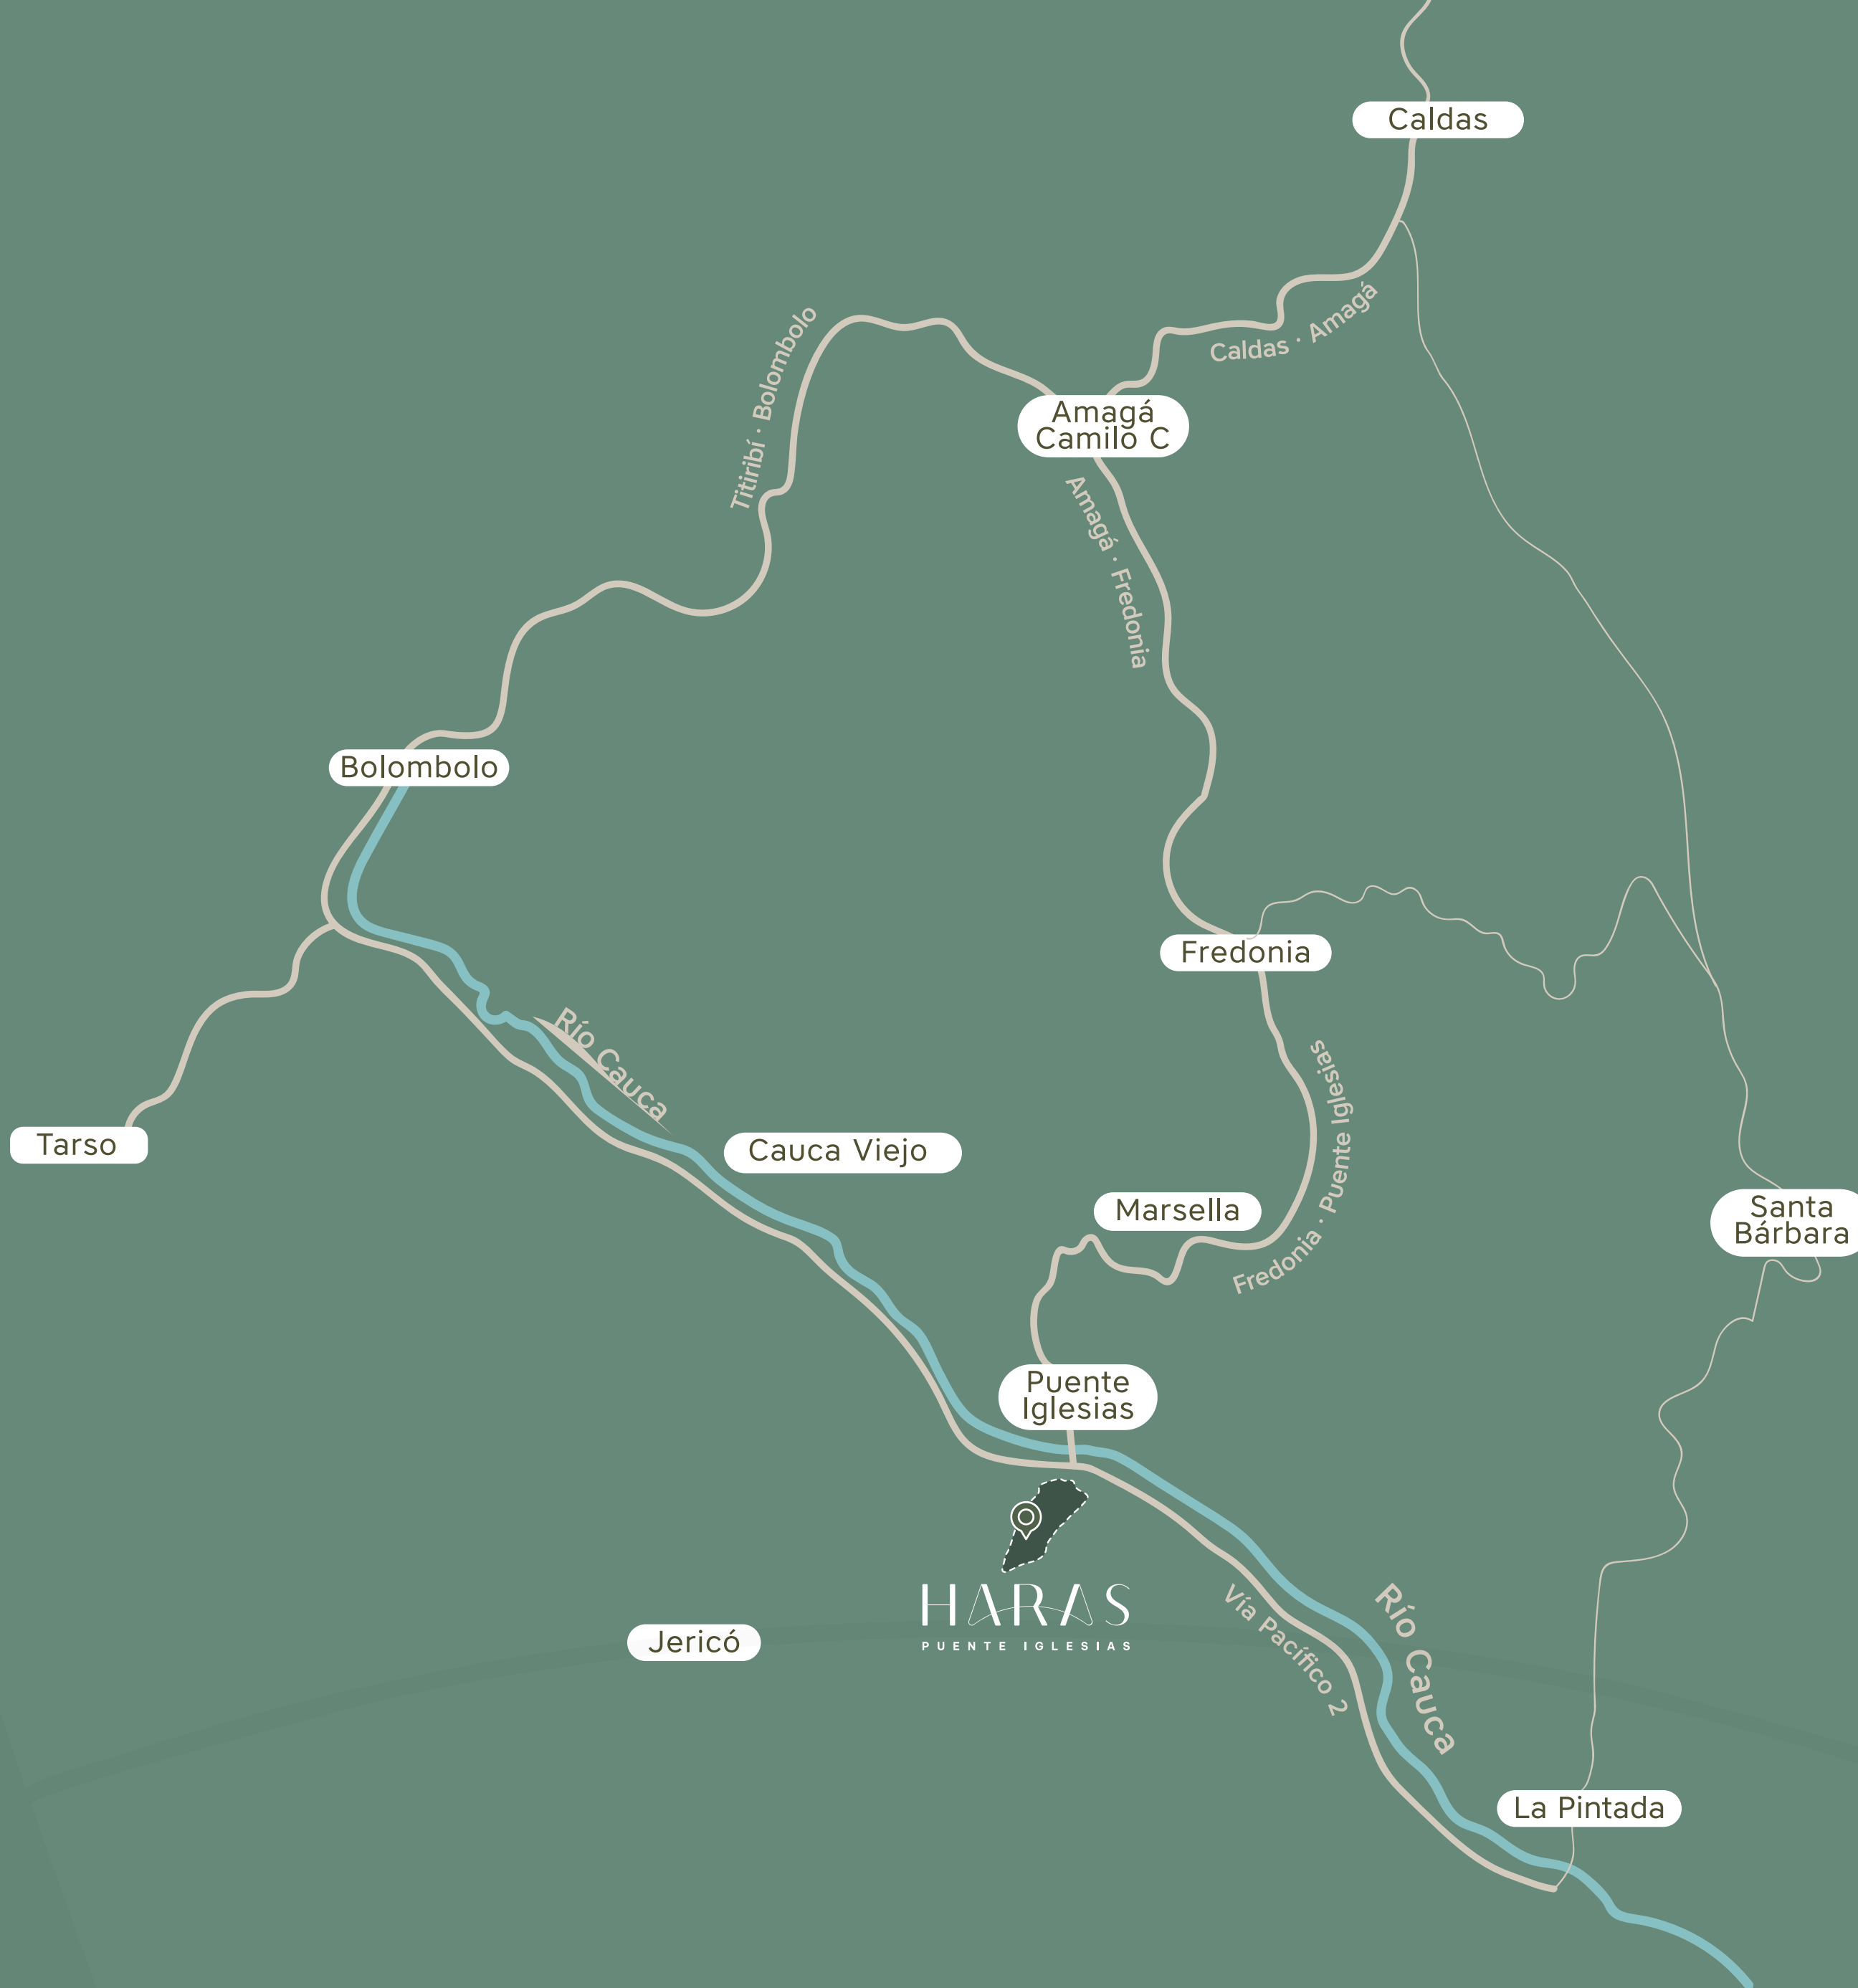 Caldas
Caldas · Amagá
Titiribí · Bolombolo
Amagá
Camilo C
Amagá · Fredonia
Bolombolo
Fredonia
Río Cauca
Fredonia · Puente Iglesias
Tarso
Cauca Viejo
Marsella
Santa
Bárbara
Puente
Iglesias
HARAS
PUENTE IGLESIAS
Jericó
Vía Pacífico 2
Río Cauca
La Pintada